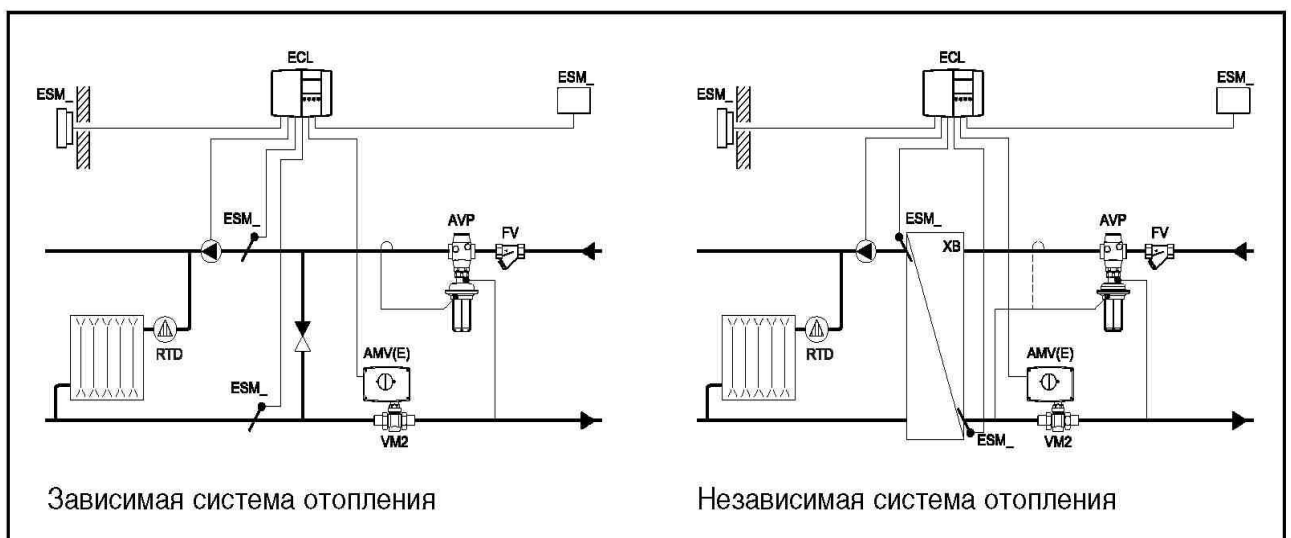 ECL
ESM_
ESM_
ESM_
AVP
FV
RTD
AMV(E)
ESM_
VM2
Зависимая система отопления
ECL
ESM_
ESM_
ESM_
XB
AVP
FV
RTD
AMV(E)
ESM_
VM2
Независимая система отопления